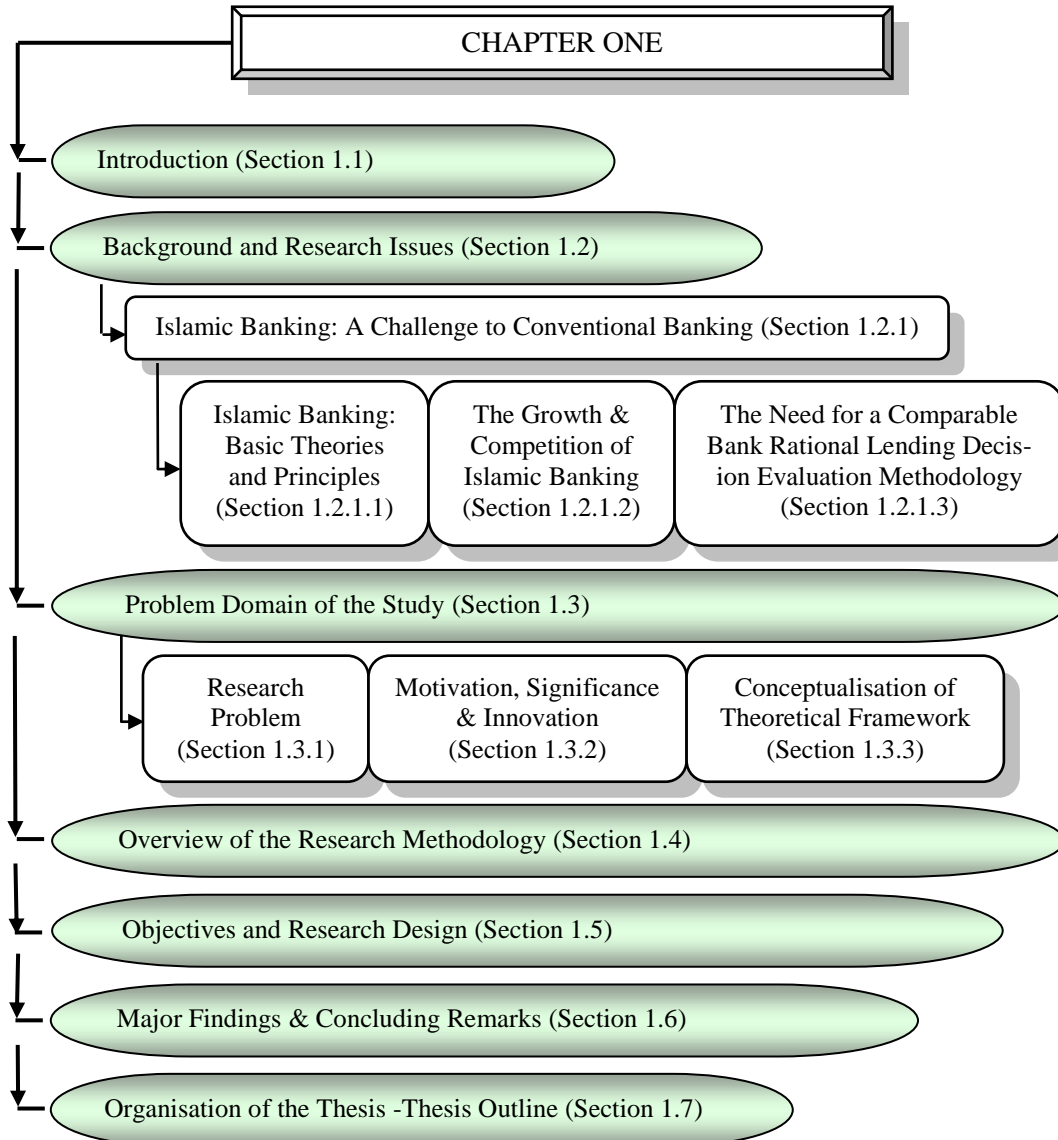 CHAPTER ONE
Introduction (Section 1.1)
Background and Research Issues (Section 1.2)
Islamic Banking: A Challenge to Conventional Banking (Section 1.2.1)
Islamic Banking:
Basic Theories
and Principles
(Section 1.2.1.1)
The Growth &
Competition of
Islamic Banking
(Section 1.2.1.2)
The Need for a Comparable
Bank Rational Lending Decis-
ion Evaluation Methodology
(Section 1.2.1.3)
Problem Domain of the Study (Section 1.3)
Research
Problem
(Section 1.3.1)
Motivation, Significance
& Innovation
(Section 1.3.2)
Conceptualisation of
Theoretical Framework
(Section 1.3.3)
Overview of the Research Methodology (Section 1.4)
Objectives and Research Design (Section 1.5)
Major Findings & Concluding Remarks (Section 1.6)
Organisation of the Thesis -Thesis Outline (Section 1.7)